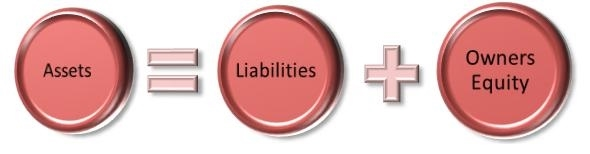 Assets = Liabilities + Owners
Equity